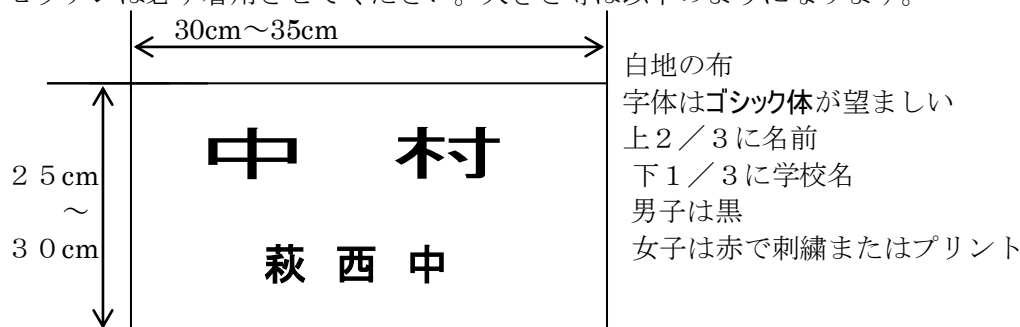 ゼッケンは必ず着用させてください。大きさ等は以下のようになります。
30cm～35cm
白地の布
字体はゴシック体が望ましい
上２／３に名前
下１／３に学校名
男子は黒
女子は赤で刺繍またはプリント
２５cm
～
３０cm
中　村
萩 西 中